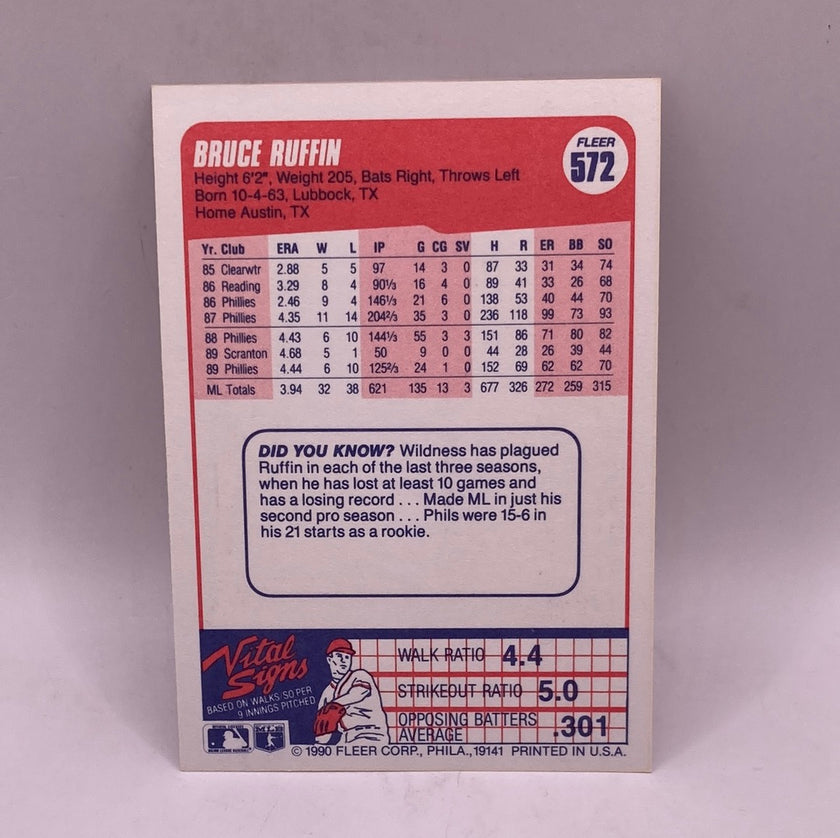 BRUCE RUFFIN
FLEER
572
Height 6'2", Weight 205, Bats Right, Throws Left
Born 10-4-63, Lubbock, TX
Home Austin, TX
Yr. Club ERA W L IP G CG SV H R ER BB SO
85 Clearwtr 2.88 5 5 97 14 3 0 87 33 31 34 74
86 Reading 3.29 8 4 90⅓ 16 4 0 89 41 33 26 68
86 Phillies 2.46 9 4 146⅓ 21 6 0 138 53 40 44 70
87 Phillies 4.35 11 14 204⅔ 35 3 0 236 118 99 73 93
88 Phillies 4.43 6 10 144⅓ 55 3 3 151 86 71 80 82
89 Scranton 4.68 5 1 50 9 0 0 44 28 26 39 44
89 Phillies 4.44 6 10 125⅔ 24 1 0 152 69 62 62 70
ML Totals 3.94 32 38 621 135 13 3 677 326 272 259 315
DID YOU KNOW? Wildness has plagued
Ruffin in each of the last three seasons,
when he has lost at least 10 games and
has a losing record . . . Made ML in just his
second pro season . . . Phils were 15-6 in
his 21 starts as a rookie.
Vital
Signs
BASED ON WALKS/SO PER
9 INNINGS PITCHED
WALK RATIO 4.4
STRIKEOUT RATIO 5.0
OPPOSING BATTERS
AVERAGE .301
© 1990 FLEER CORP., PHILA., 19141 PRINTED IN U.S.A.